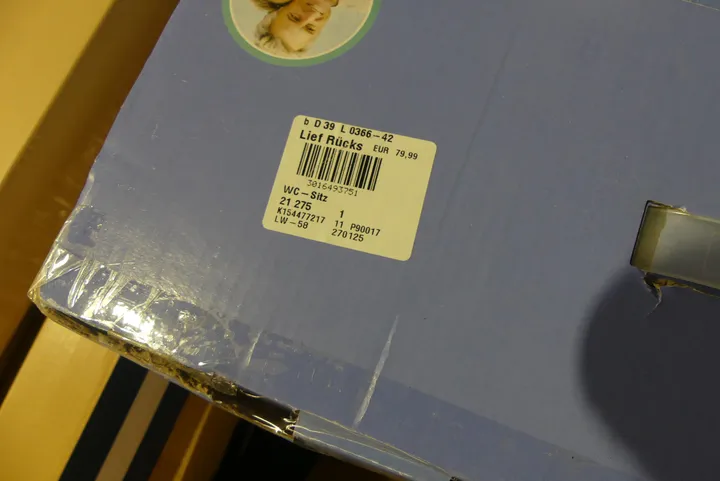 b D 39 L 0366-42
Lief Rücks EUR 79,99
3016493751
WC-Sitz
21 275 1
K154477217 11 P90017
LW-58 270125